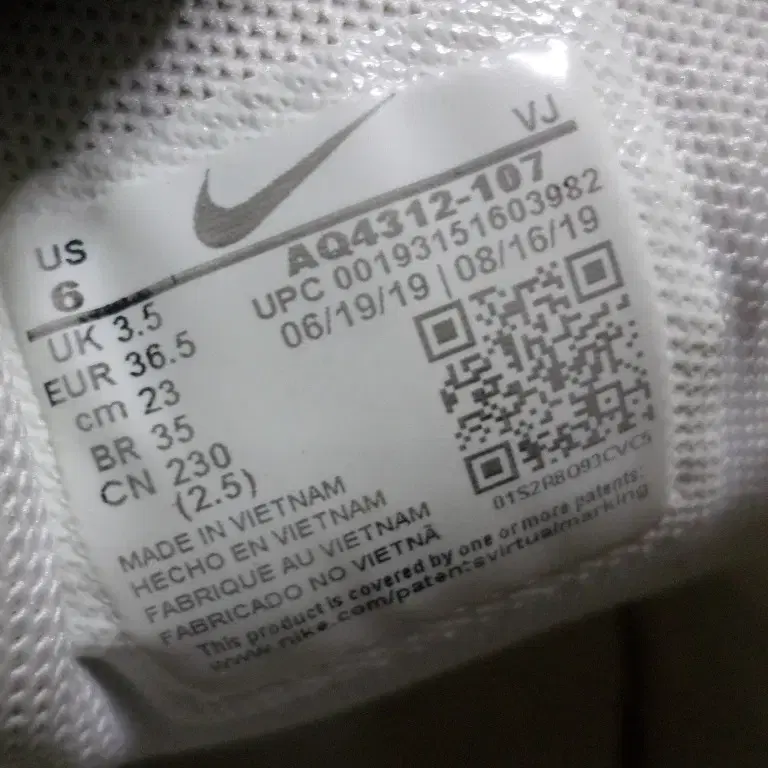 VJ
US
6
AQ4312-107
UPC 00193151603982
06/19/19 | 08/16/19
UK 3.5
EUR 36.5
cm 23
BR 35
CN 230
(2.5)
01S2R8O93CVC5
MADE IN VIETNAM
HECHO EN VIETNAM
FABRIQUE AU VIETNAM
FABRICADO NO VIETNÃ
This product is covered by one or more patents:
www.nike.com/patentsvirtualmarking